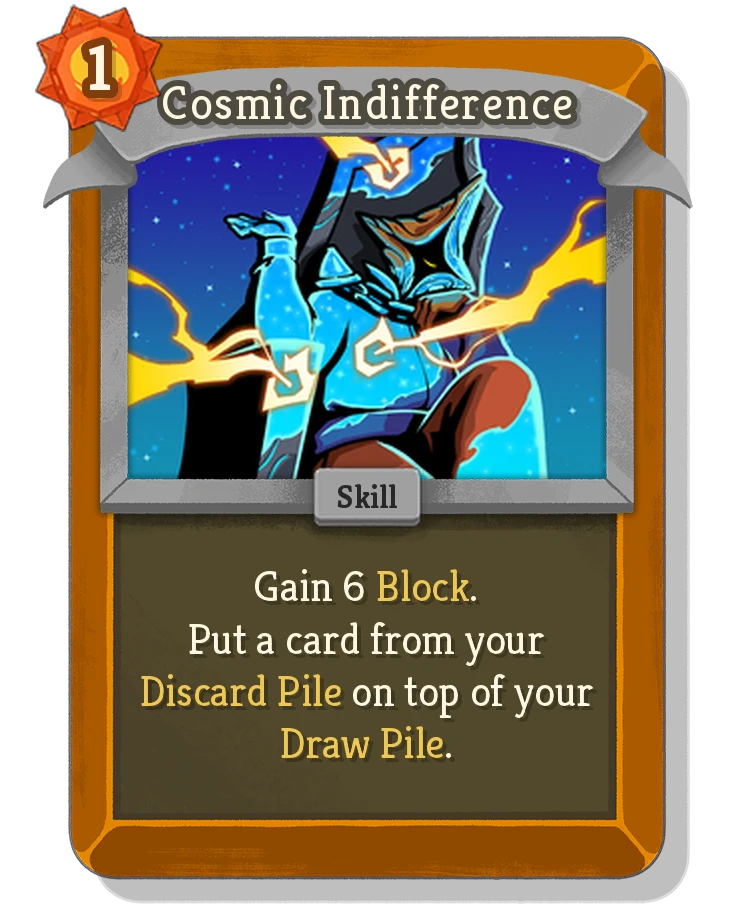 1
Cosmic Indifference
Skill
Gain 6 Block.
Put a card from your
Discard Pile on top of your
Draw Pile.